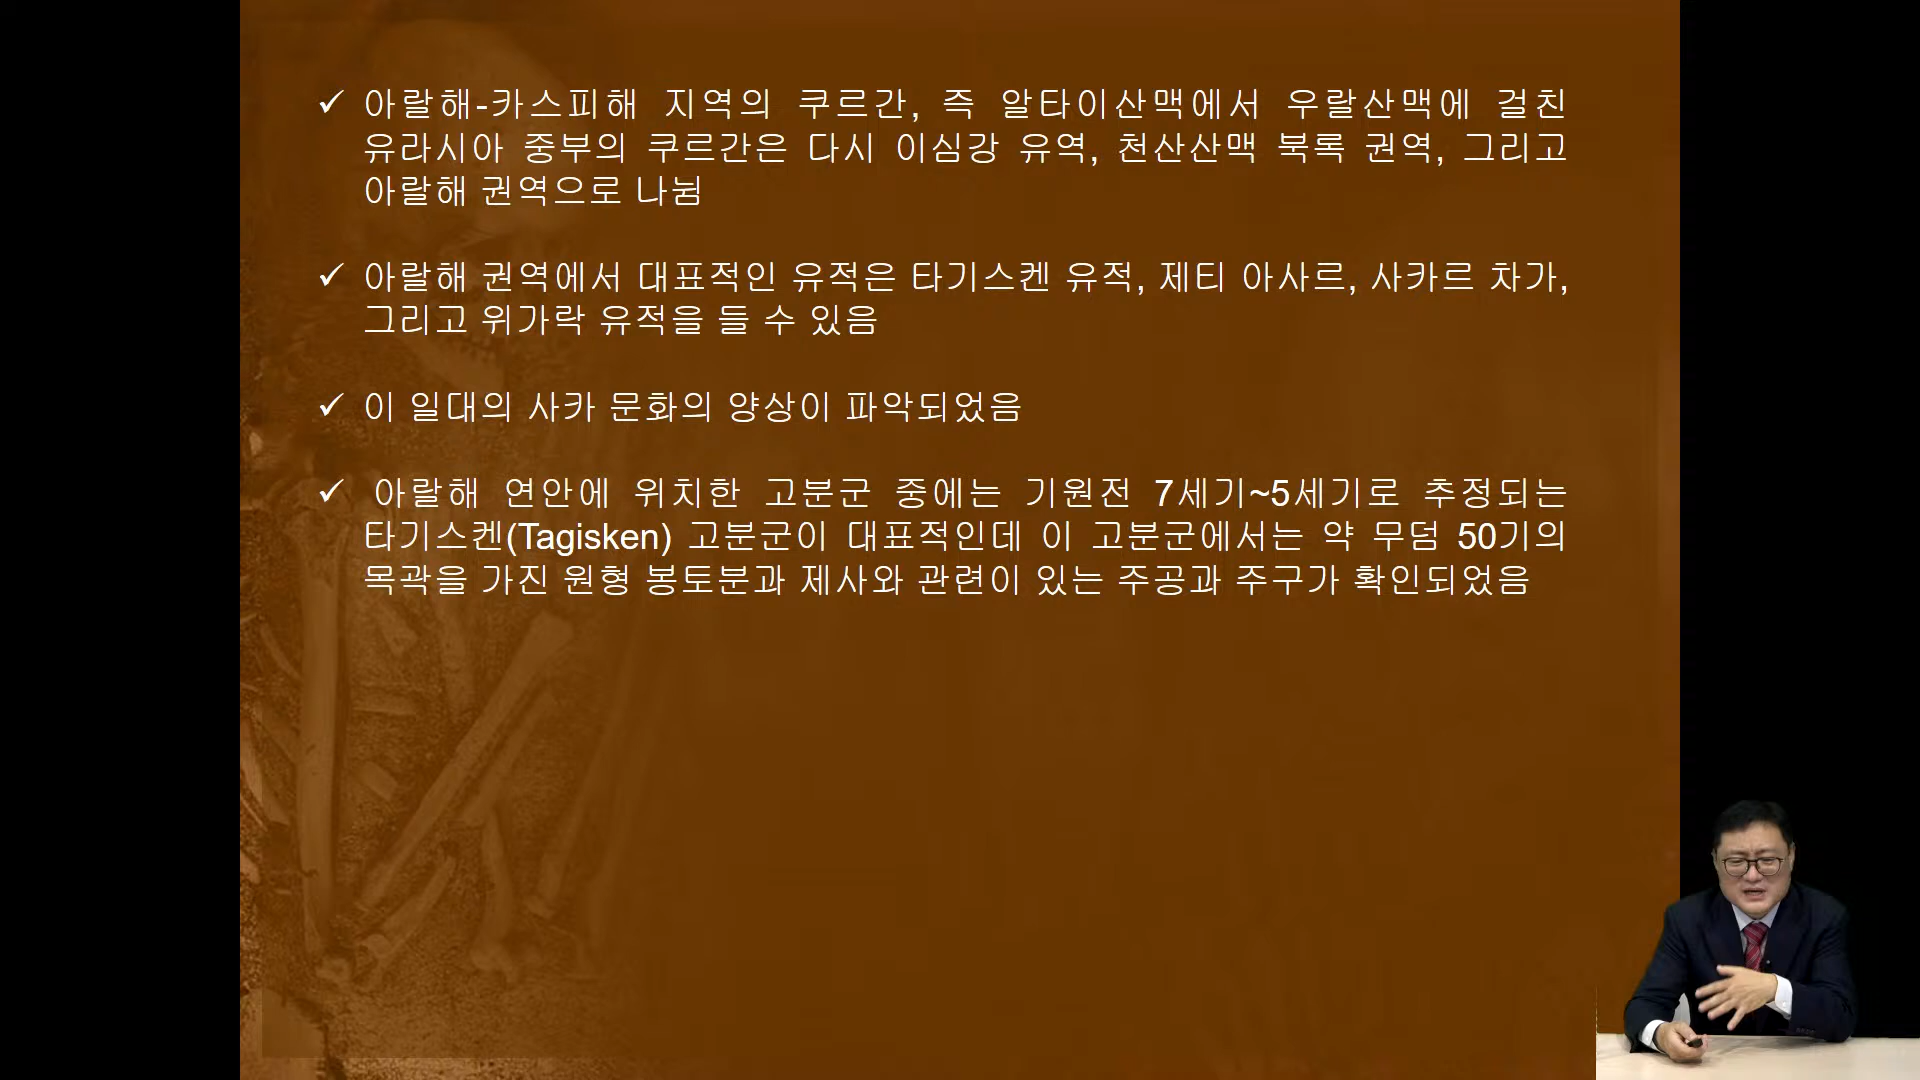 ✓ 아랄해-카스피해 지역의 쿠르간, 즉 알타이산맥에서 우랄산맥에 걸친
유라시아 중부의 쿠르간은 다시 이심강 유역, 천산산맥 북록 권역, 그리고
아랄해 권역으로 나뉨
✓ 아랄해 권역에서 대표적인 유적은 타기스켄 유적, 제티 아사르, 사카르 차가,
그리고 위가락 유적을 들 수 있음
✓ 이 일대의 사카 문화의 양상이 파악되었음
✓ 아랄해 연안에 위치한 고분군 중에는 기원전 7세기~5세기로 추정되는
타기스켄(Tagisken) 고분군이 대표적인데 이 고분군에서는 약 무덤 50기의
목곽을 가진 원형 봉토분과 제사와 관련이 있는 주공과 주구가 확인되었음